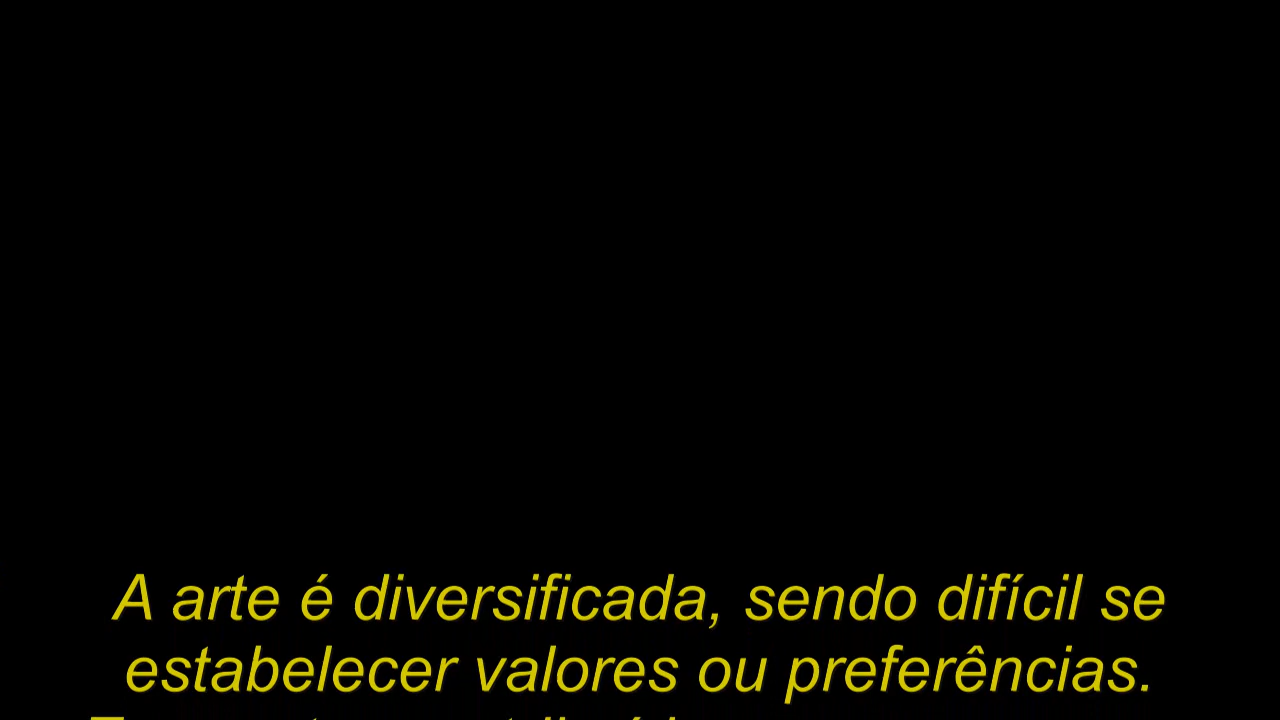 A arte é diversificada, sendo difícil se
estabelecer valores ou preferências.